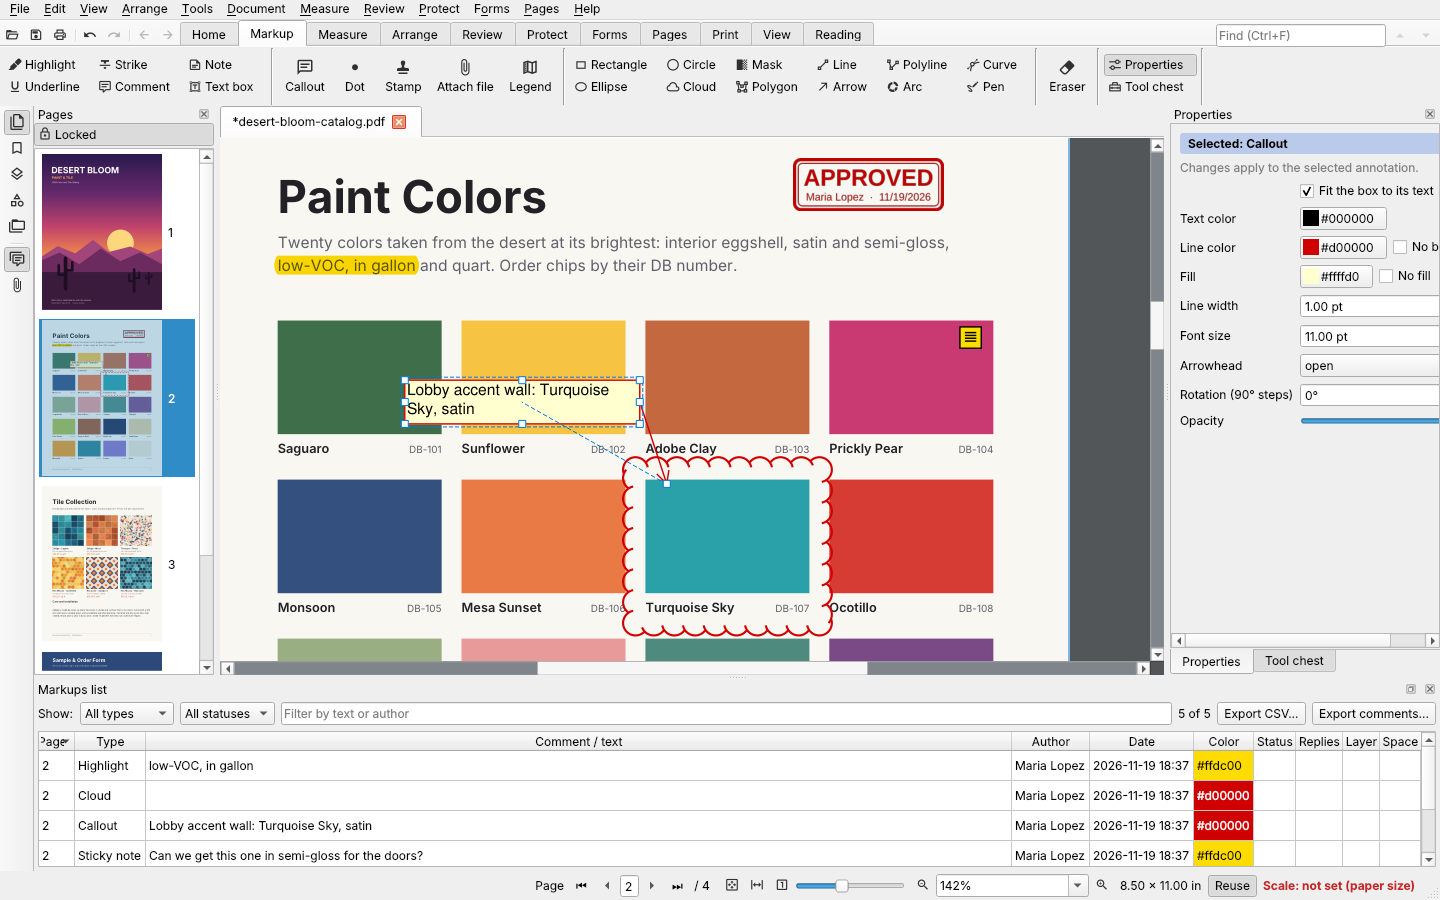 File Edit View Arrange Tools Document Measure Review Protect Forms Pages Help
Home Markup Measure Arrange Review Protect Forms Pages Print View Reading Find (Ctrl+F)
Highlight Strike Note Rectangle Circle Mask Line Polyline Curve Properties
Underline Comment Text box Callout Dot Stamp Attach file Legend Ellipse Cloud Polygon Arrow Arc Pen Eraser Tool chest
Pages
Locked
*desert-bloom-catalog.pdf
DESERT BLOOM
1
Paint Colors
2
Tile Collection
3
Sample & Order Form
Paint Colors
APPROVED
Maria Lopez · 11/19/2026
Twenty colors taken from the desert at its brightest: interior eggshell, satin and semi-gloss,
low-VOC, in gallon and quart. Order chips by their DB number.
Lobby accent wall: Turquoise
Sky, satin
Saguaro DB-101 Sunflower DB-102 Adobe Clay DB-103 Prickly Pear DB-104
Monsoon DB-105 Mesa Sunset DB-106 Turquoise Sky DB-107 Ocotillo DB-108
Properties
Selected: Callout
Changes apply to the selected annotation.
Fit the box to its text
Text color #000000
Line color #d00000 No b
Fill #ffffd0 No fill
Line width 1.00 pt
Font size 11.00 pt
Arrowhead open
Rotation (90° steps) 0°
Opacity
Properties Tool chest
Markups list
Show: All types All statuses Filter by text or author 5 of 5 Export CSV... Export comments...
Page Type Comment / text Author Date Color Status Replies Layer Space
2 Highlight low-VOC, in gallon Maria Lopez 2026-11-19 18:37 #ffdc00
2 Cloud Maria Lopez 2026-11-19 18:37 #d00000
2 Callout Lobby accent wall: Turquoise Sky, satin Maria Lopez 2026-11-19 18:37 #d00000
2 Sticky note Can we get this one in semi-gloss for the doors? Maria Lopez 2026-11-19 18:37 #ffdc00
Page 2 / 4 142% 8.50 × 11.00 in Reuse Scale: not set (paper size)